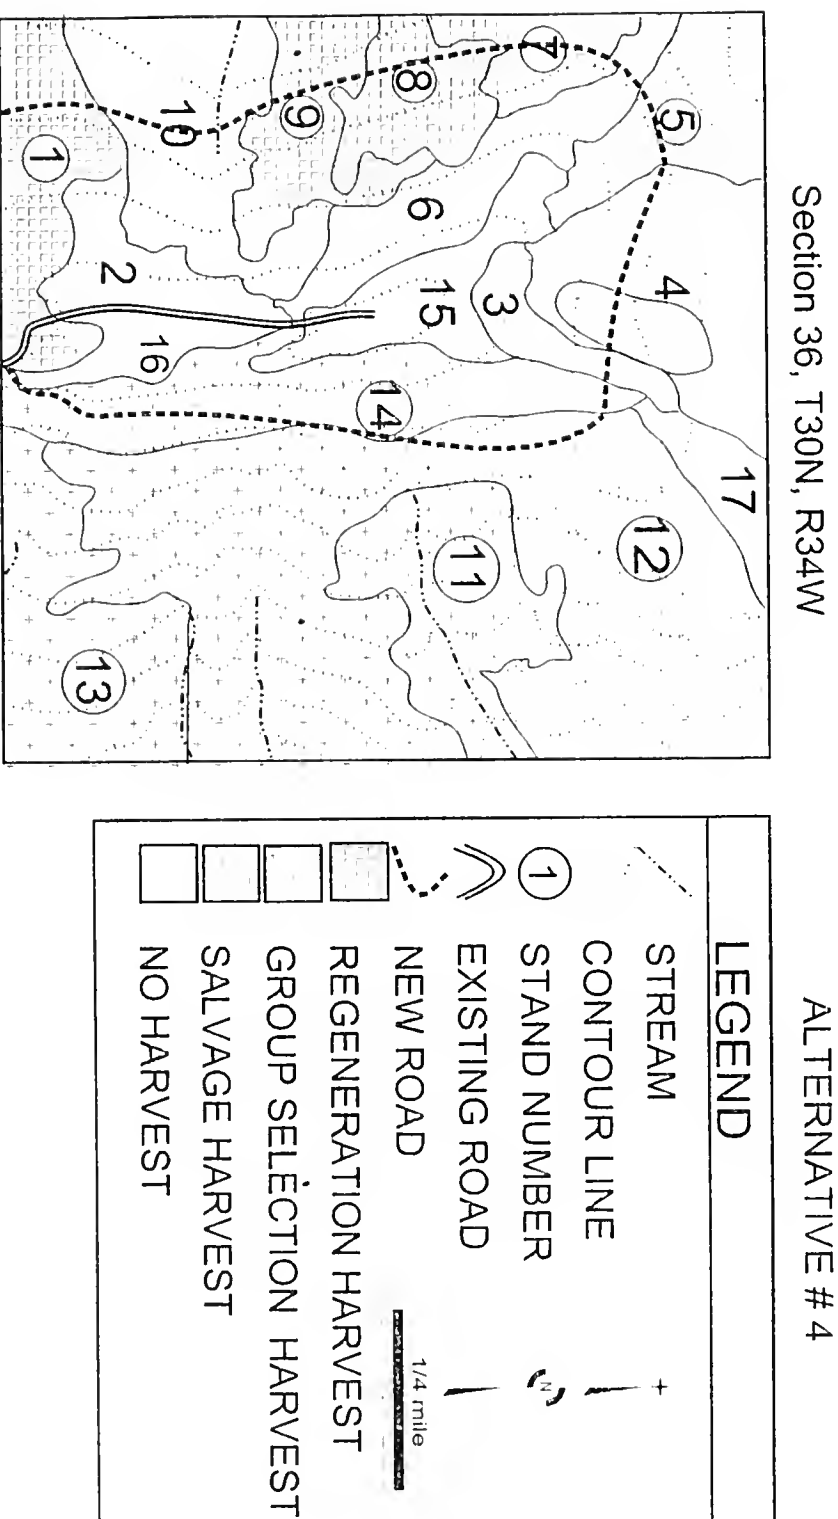 ALTERNATIVE # 4
Section 36, T30N, R34W
17
4
5
12
7
3
11
8
6
15
14
9
10
2
16
13
1
LEGEND
STREAM
CONTOUR LINE
1 STAND NUMBER
EXISTING ROAD
NEW ROAD
REGENERATION HARVEST
GROUP SELECTION HARVEST
SALVAGE HARVEST
NO HARVEST
N
1/4 mile